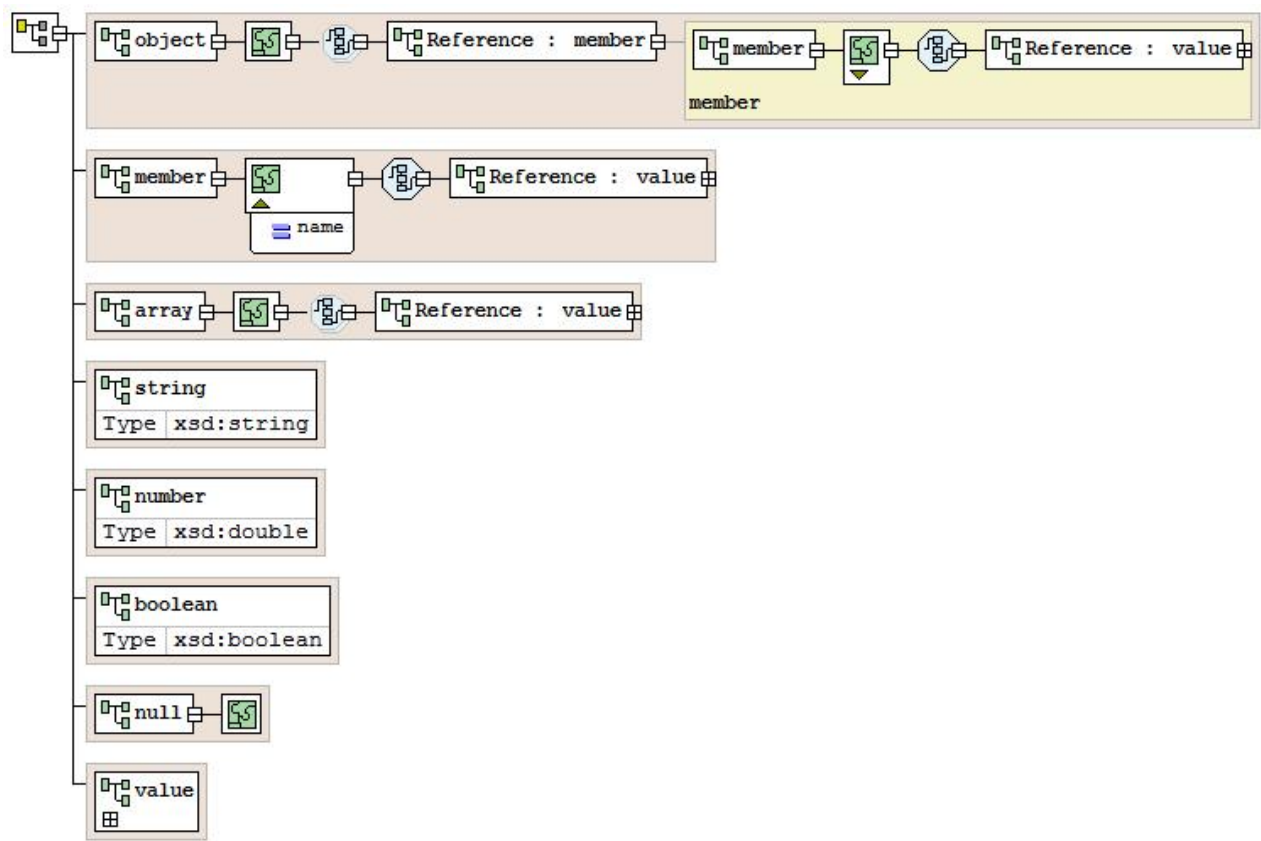 object
Reference : member
member
Reference : value
member
member
Reference : value
name
array
Reference : value
string
Type xsd:string
number
Type xsd:double
boolean
Type xsd:boolean
null
value